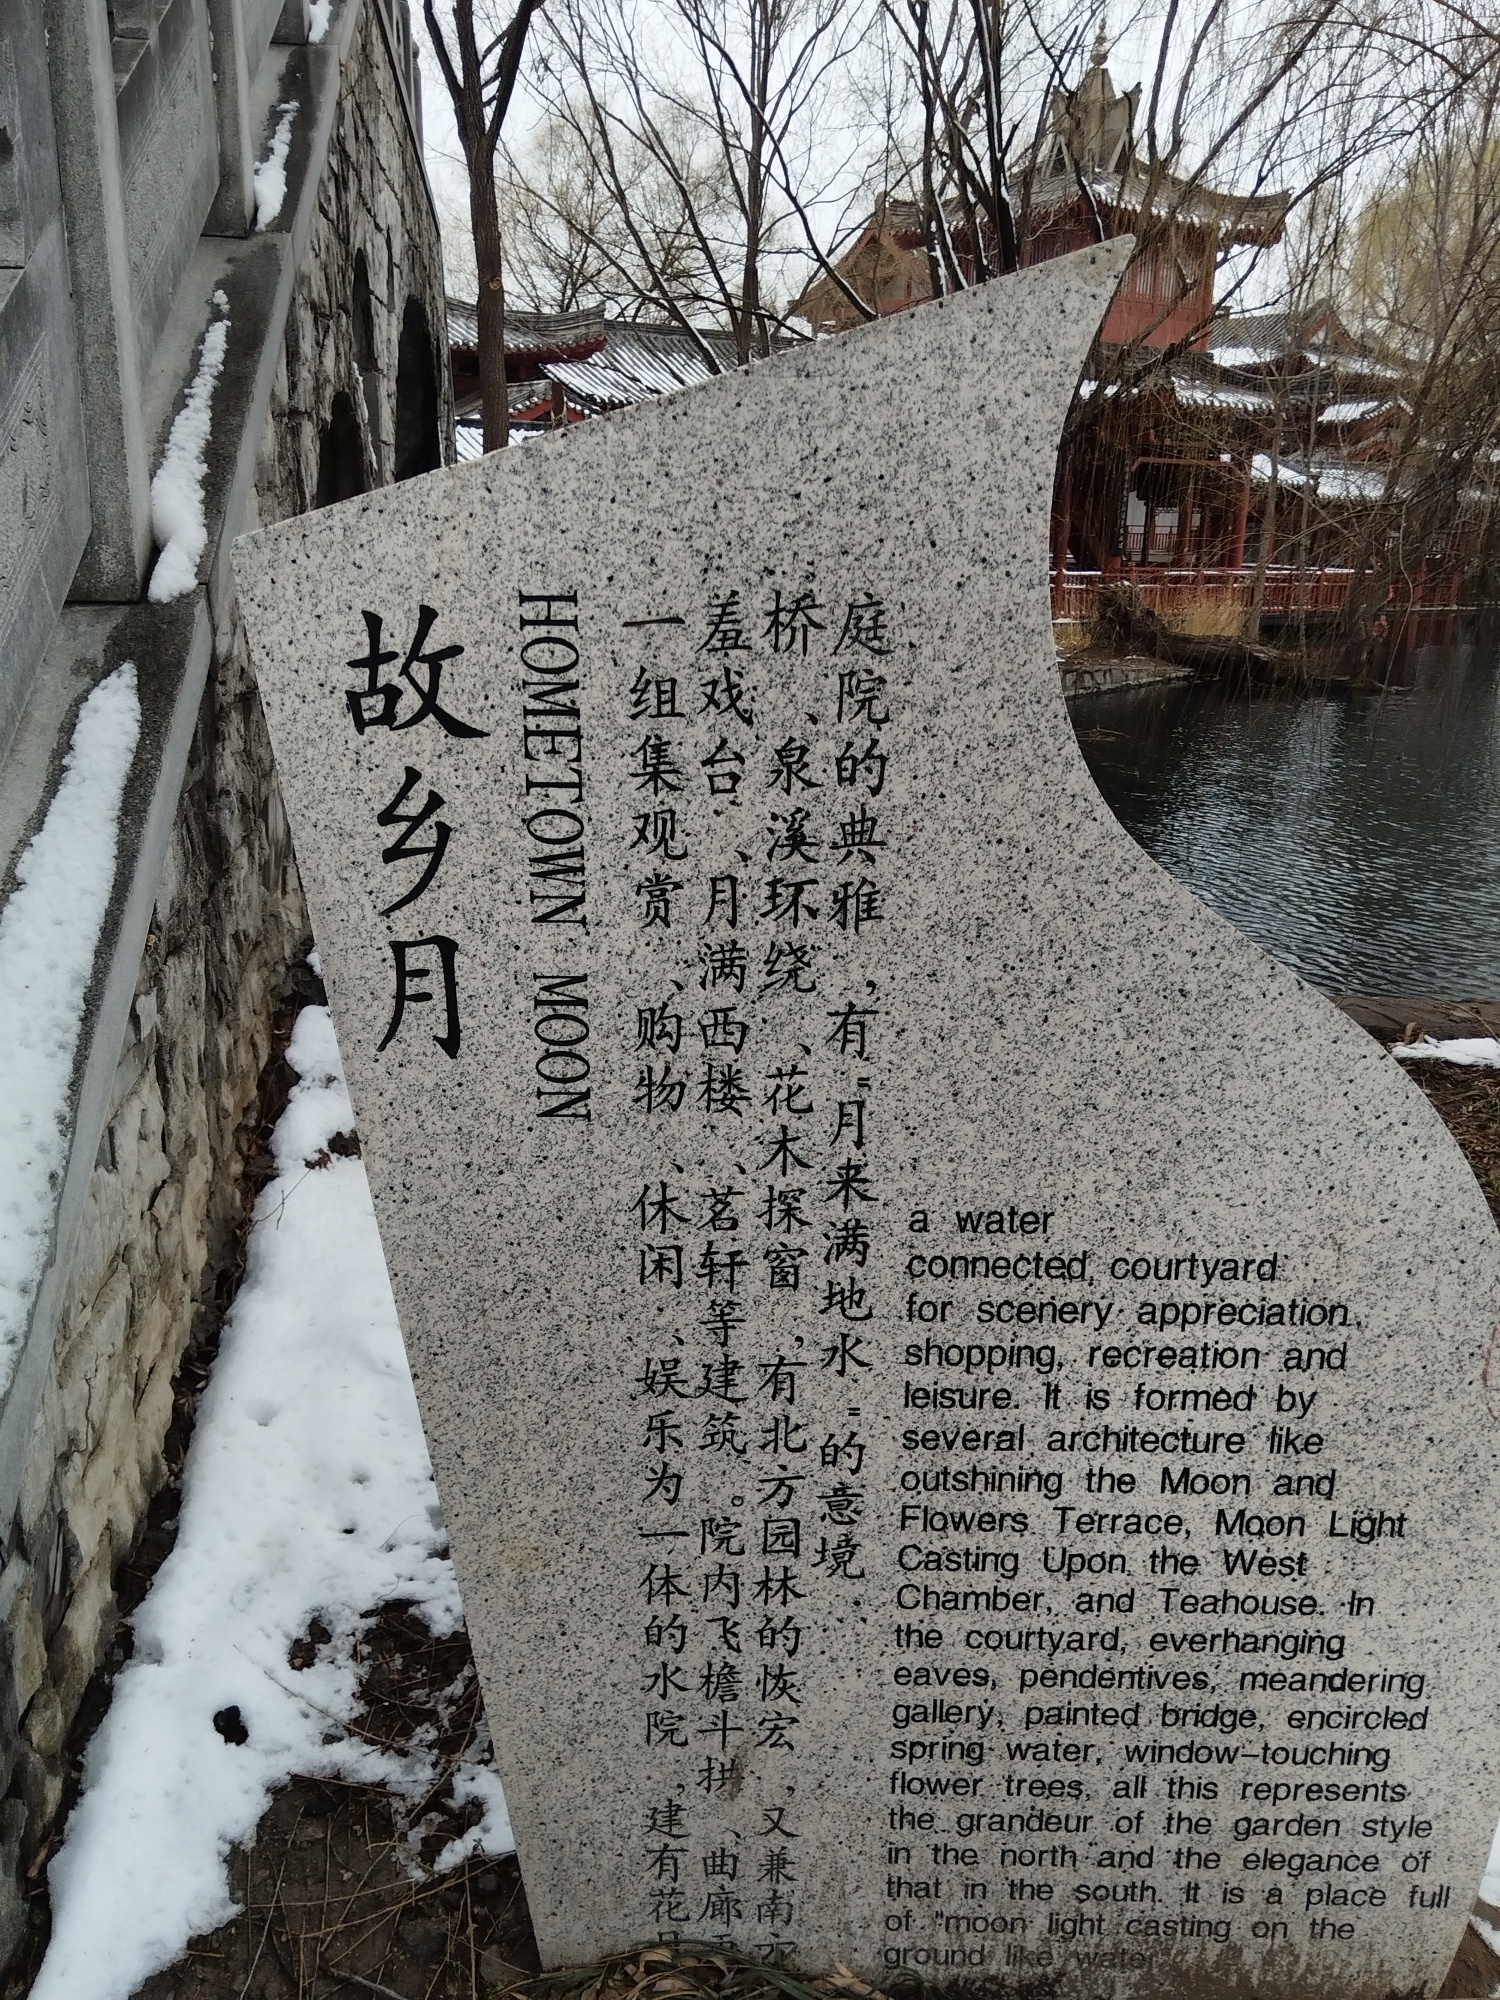 故乡月
HOMETOWN MOON
一组集观赏、购物、休闲、娱乐为一体的水院,建有花
羞戏台、月满西楼、茗轩等建筑。院内飞檐斗拱、曲廊
桥、泉溪环绕、花木探窗,有北方园林的恢宏,又兼南
庭院的典雅,有"月来满地水"的意境
a water
connected courtyard
for scenery appreciation,
shopping, recreation and
leisure. It is formed by
several architecture like
outshining the Moon and
Flowers Terrace, Moon Light
Casting Upon the West
Chamber, and Teahouse. In
the courtyard, everhanging
eaves, pendentives, meandering
gallery, painted bridge, encircled
spring water, window-touching
flower trees, all this represents
the grandeur of the garden style
in the north and the elegance of
that in the south. It is a place full
of "moon light casting on the
ground like water